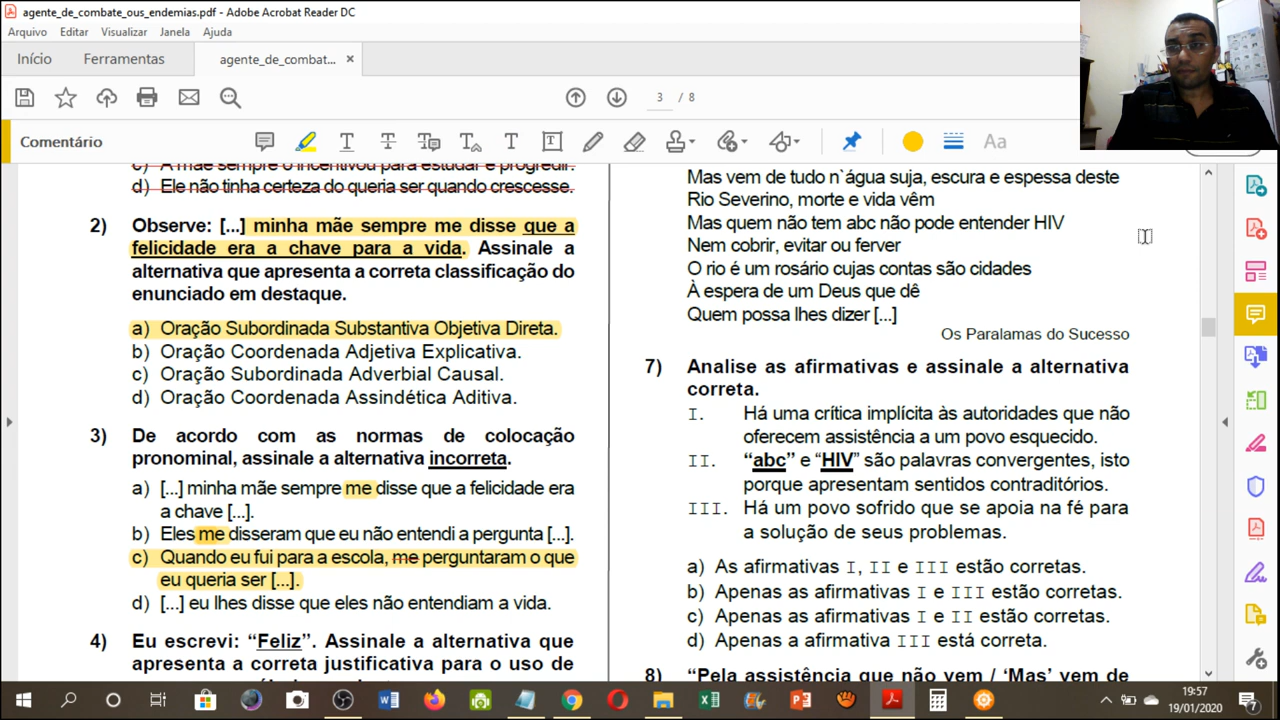 agente_de_combate_ous_endemias.pdf - Adobe Acrobat Reader DC
Arquivo Editar Visualizar Janela Ajuda
Início Ferramentas agente_de_combat... ×
3 / 8
Comentário
Aa
c) A mãe sempre o incentivou para estudar e progredir.
d) Ele não tinha certeza do queria ser quando crescesse.
2) Observe: [...] minha mãe sempre me disse que a
felicidade era a chave para a vida. Assinale a
alternativa que apresenta a correta classificação do
enunciado em destaque.
a) Oração Subordinada Substantiva Objetiva Direta.
b) Oração Coordenada Adjetiva Explicativa.
c) Oração Subordinada Adverbial Causal.
d) Oração Coordenada Assindética Aditiva.
3) De acordo com as normas de colocação
pronominal, assinale a alternativa incorreta.
a) [...] minha mãe sempre me disse que a felicidade era
a chave [...].
b) Eles me disseram que eu não entendi a pergunta [...].
c) Quando eu fui para a escola, me perguntaram o que
eu queria ser [...].
d) [...] eu lhes disse que eles não entendiam a vida.
4) Eu escrevi: “Feliz”. Assinale a alternativa que
apresenta a correta justificativa para o uso de
Mas vem de tudo n`água suja, escura e espessa deste
Rio Severino, morte e vida vêm
Mas quem não tem abc não pode entender HIV
Nem cobrir, evitar ou ferver
O rio é um rosário cujas contas são cidades
À espera de um Deus que dê
Quem possa lhes dizer [...]
Os Paralamas do Sucesso
7) Analise as afirmativas e assinale a alternativa
correta.
I. Há uma crítica implícita às autoridades que não
oferecem assistência a um povo esquecido.
II. “abc” e “HIV” são palavras convergentes, isto
porque apresentam sentidos contraditórios.
III. Há um povo sofrido que se apoia na fé para
a solução de seus problemas.
a) As afirmativas I, II e III estão corretas.
b) Apenas as afirmativas I e III estão corretas.
c) Apenas as afirmativas I e II estão corretas.
d) Apenas a afirmativa III está correta.
8) “Pela assistência que não vem / ‘Mas’ vem de
19:57
19/01/2020
7